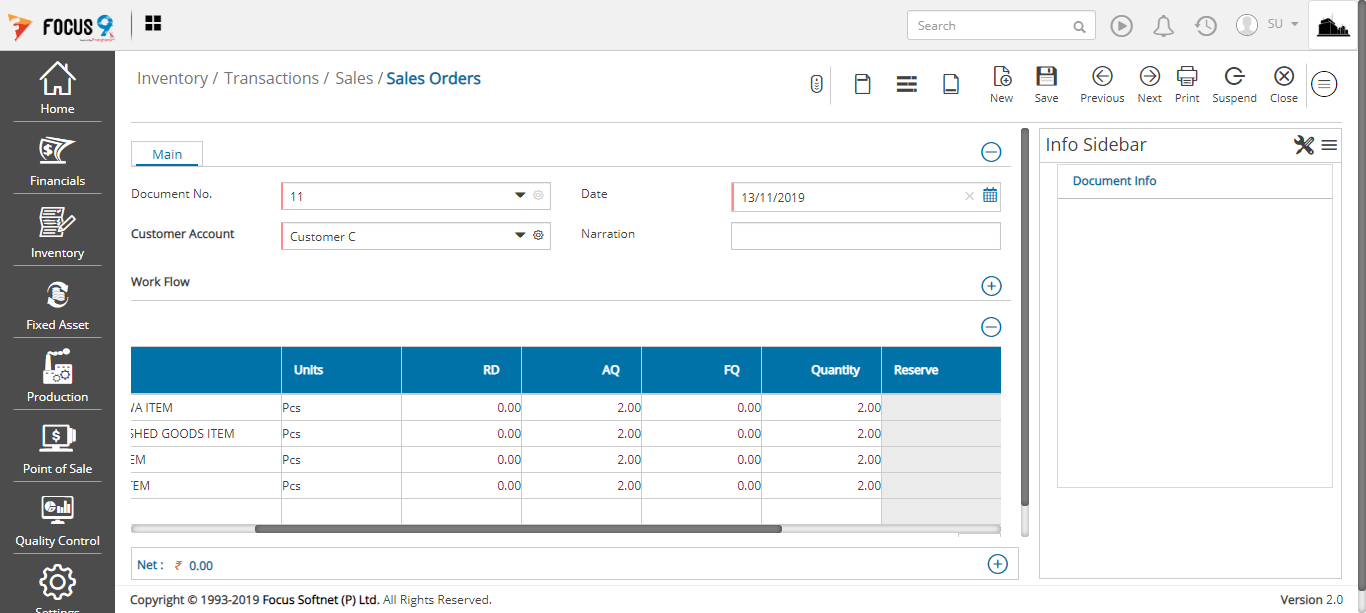 FOCUS 9
Search
SU
Home
Financials
Inventory
Fixed Asset
Production
Point of Sale
Quality Control
Settings
Inventory / Transactions / Sales / Sales Orders
New
Save
Previous
Next
Print
Suspend
Close
Main
Document No.
11
Date
13/11/2019
Customer Account
Customer C
Narration
Work Flow
Units RD AQ FQ Quantity Reserve
VA ITEM Pcs 0.00 2.00 0.00 2.00
SHED GOODS ITEM Pcs 0.00 2.00 0.00 2.00
EM Pcs 0.00 2.00 0.00 2.00
TEM Pcs 0.00 2.00 0.00 2.00
Net : ₹ 0.00
Info Sidebar
Document Info
Copyright © 1993-2019 Focus Softnet (P) Ltd. All Rights Reserved.
Version 2.0